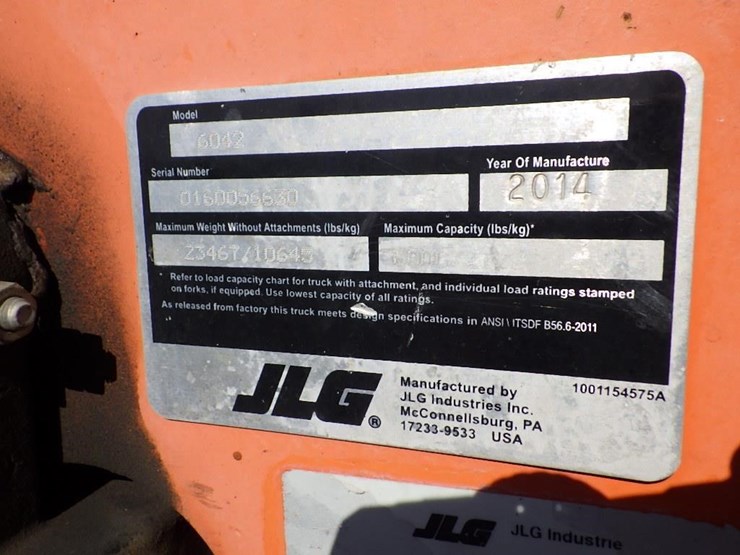 Model
6042
Serial Number
Year Of Manufacture
0160056630
2014
Maximum Weight Without Attachments (lbs/kg)
Maximum Capacity (lbs/kg)*
23467/10645
* Refer to load capacity chart for truck with attachment, and individual load ratings stamped
on forks, if equipped. Use lowest capacity of all ratings.
As released from factory this truck meets design specifications in ANSI \ ITSDF B56.6-2011
JLG®
Manufactured by
JLG Industries Inc.
McConnellsburg, PA
17233-9533 USA
1001154575A
JLG JLG Industrie